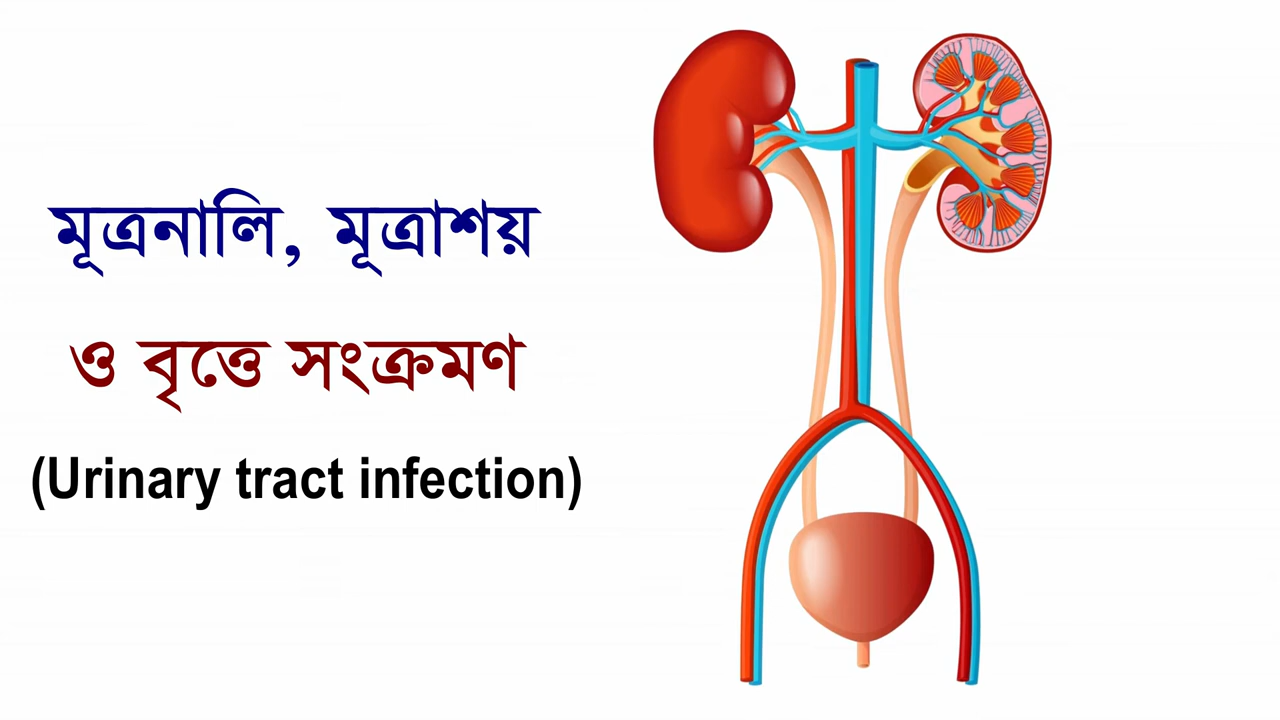 মূত্রনালি, মূত্রাশয়
ও বৃত্তে সংক্রমণ
(Urinary tract infection)